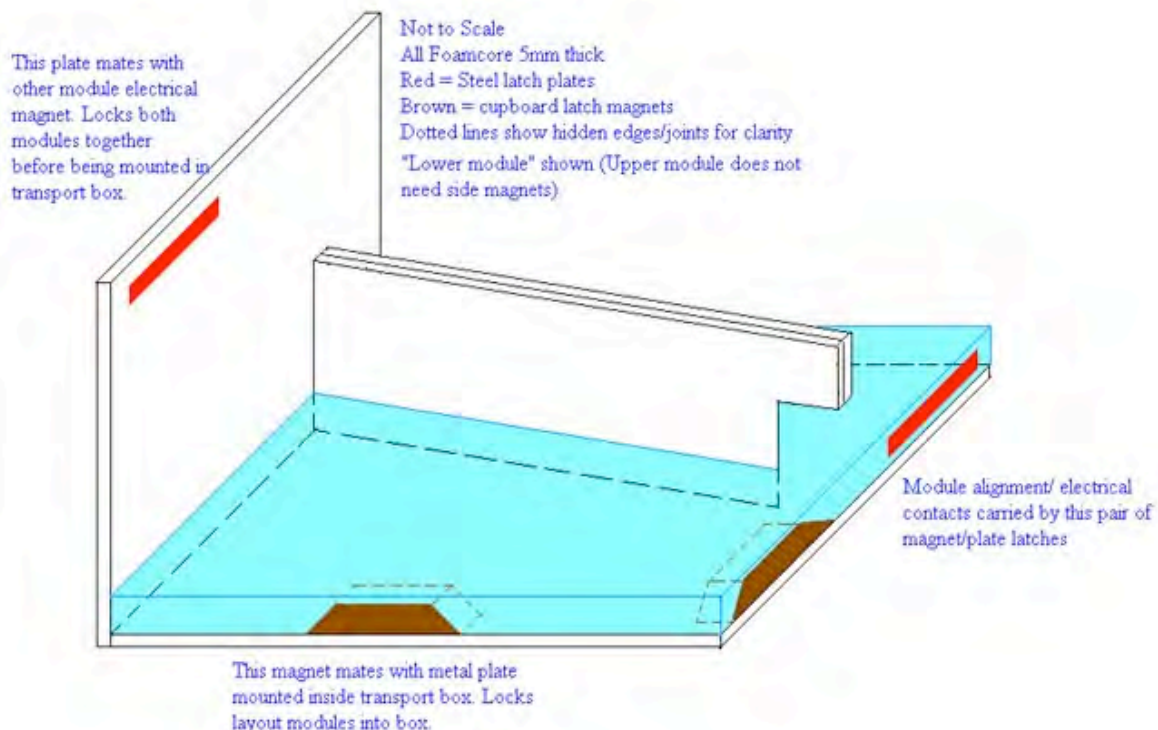 This plate mates with
other module electrical
magnet. Locks both
modules together
before being mounted in
transport box.
Not to Scale
All Foamcore 5mm thick
Red = Steel latch plates
Brown = cupboard latch magnets
Dotted lines show hidden edges/joints for clarity
"Lower module" shown (Upper module does not
need side magnets)
Module alignment/ electrical
contacts carried by this pair of
magnet/plate latches
This magnet mates with metal plate
mounted inside transport box. Locks
layout modules into box.